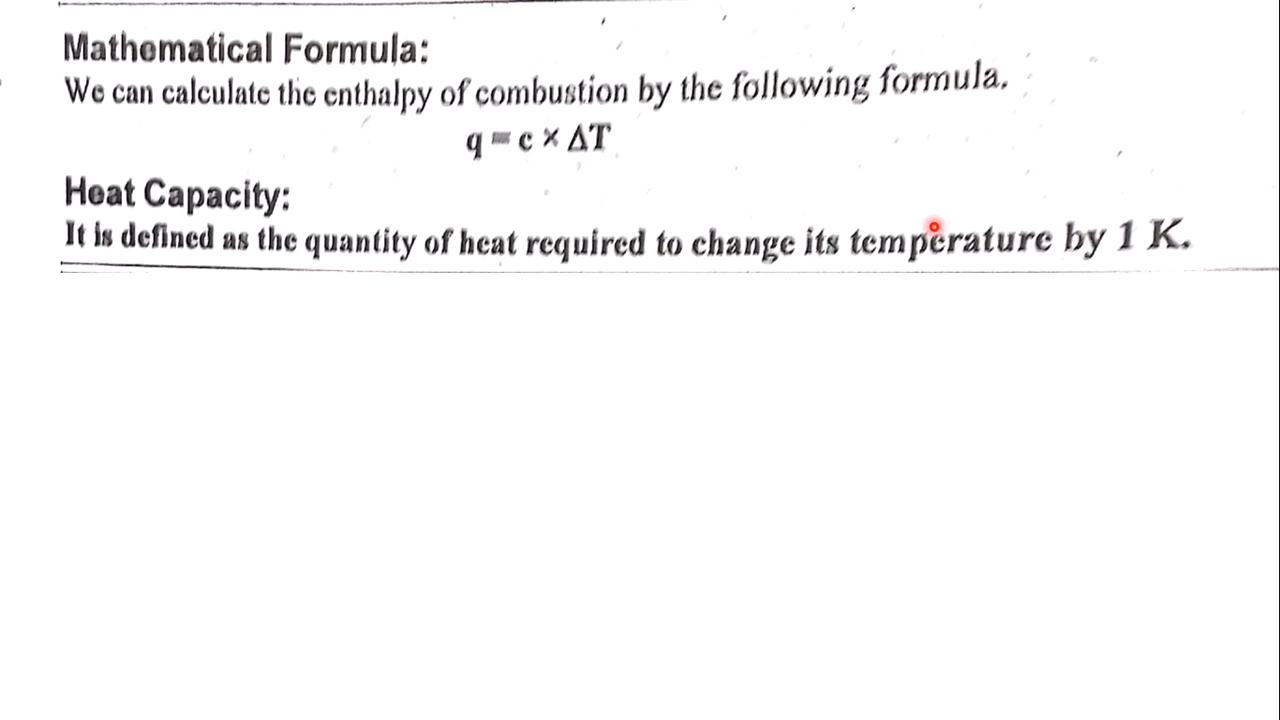 Mathematical Formula:
We can calculate the enthalpy of combustion by the following formula.
q = c × ΔT
Heat Capacity:
It is defined as the quantity of heat required to change its temperature by 1 K.